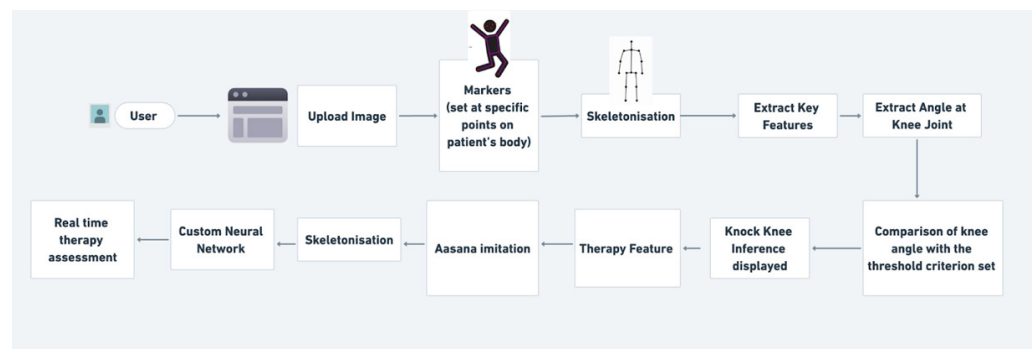 User
Upload Image
Markers
(set at specific
points on
patient's body)
Skeletonisation
Extract Key
Features
Extract Angle at
Knee Joint
Comparison of knee
angle with the
threshold criterion set
Knock Knee
Inference
displayed
Therapy Feature
Aasana imitation
Skeletonisation
Custom Neural
Network
Real time
therapy
assessment